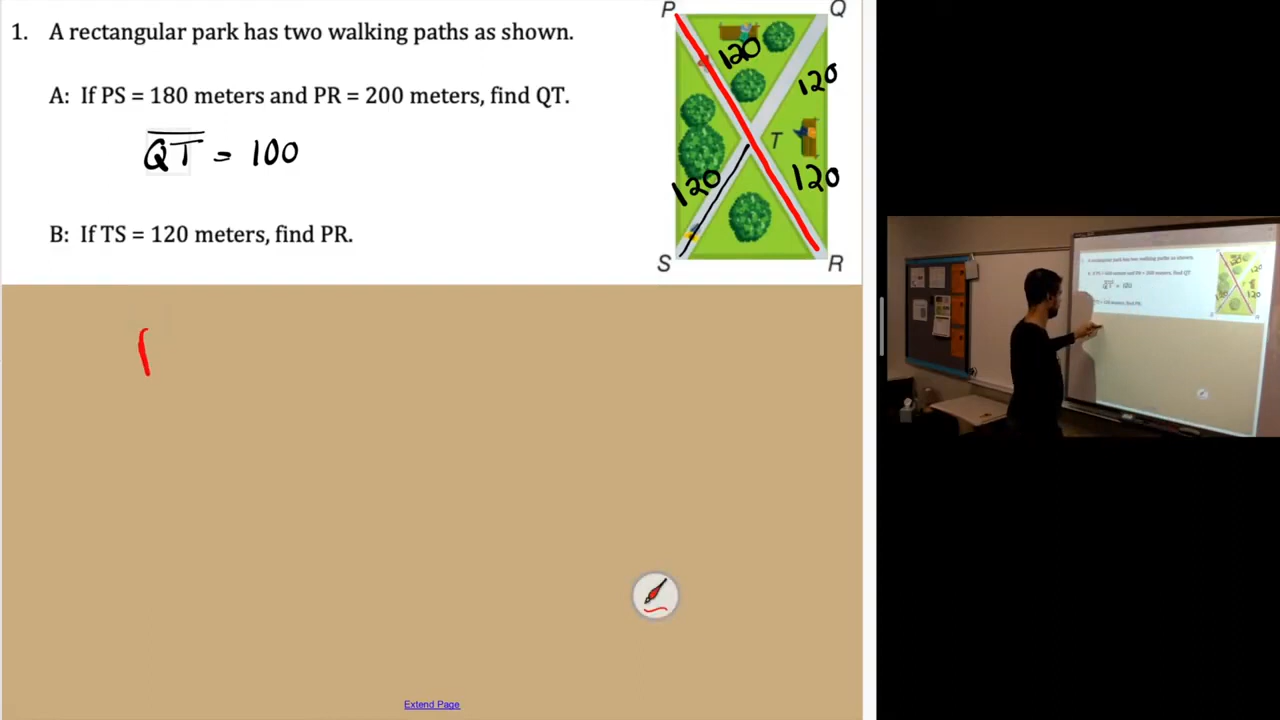 1. A rectangular park has two walking paths as shown.
A: If PS = 180 meters and PR = 200 meters, find QT.
QT = 100
B: If TS = 120 meters, find PR.
P
Q
120
120
T
120
120
S
R
Extend Page